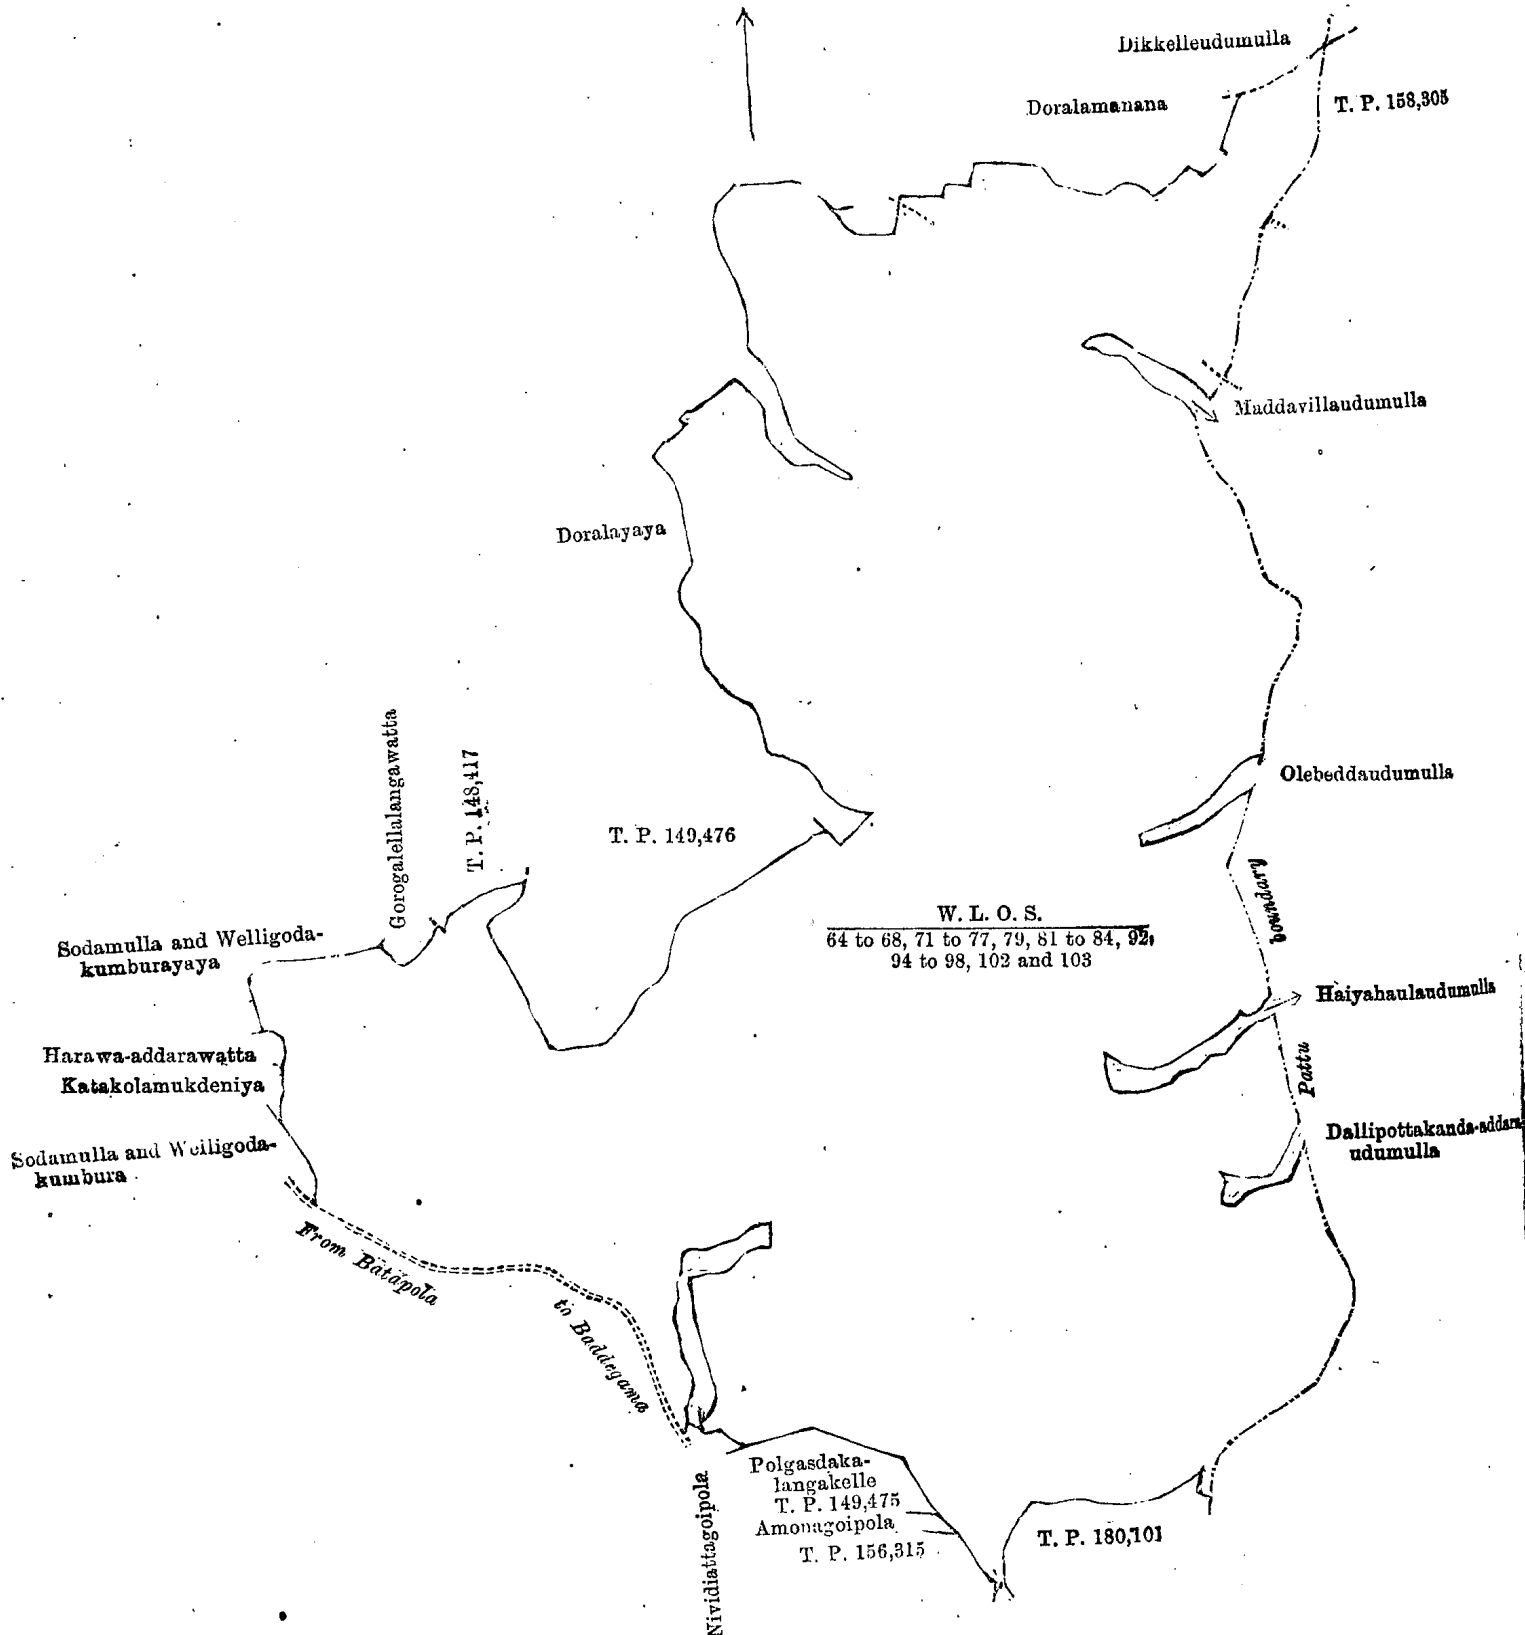 Dikkelleudumulla
Doralamanana
T. P. 158,305
Maddavillaudumulla
Doralayaya
Olebeddaudumulla
Gorogalellalangawatta
T. P. 148,417
T. P. 149,476
boundary
W. L. O. S.
64 to 68, 71 to 77, 79, 81 to 84, 92,
94 to 98, 102 and 103
Sodamulla and Welligoda-
kumburayaya
Haiyahaulaudumulla
Harawa-addarawatta
Katakolamukdeniya
Pattu
Dallipottakanda-addara-
udumulla
Sodamulla and Welligoda-
kumbura
From Batapola
to Baddegama
Nividiattagoipola
Polgasdaka-
langakelle
T. P. 149,475
Amonagoipola
T. P. 156,315
T. P. 180,101